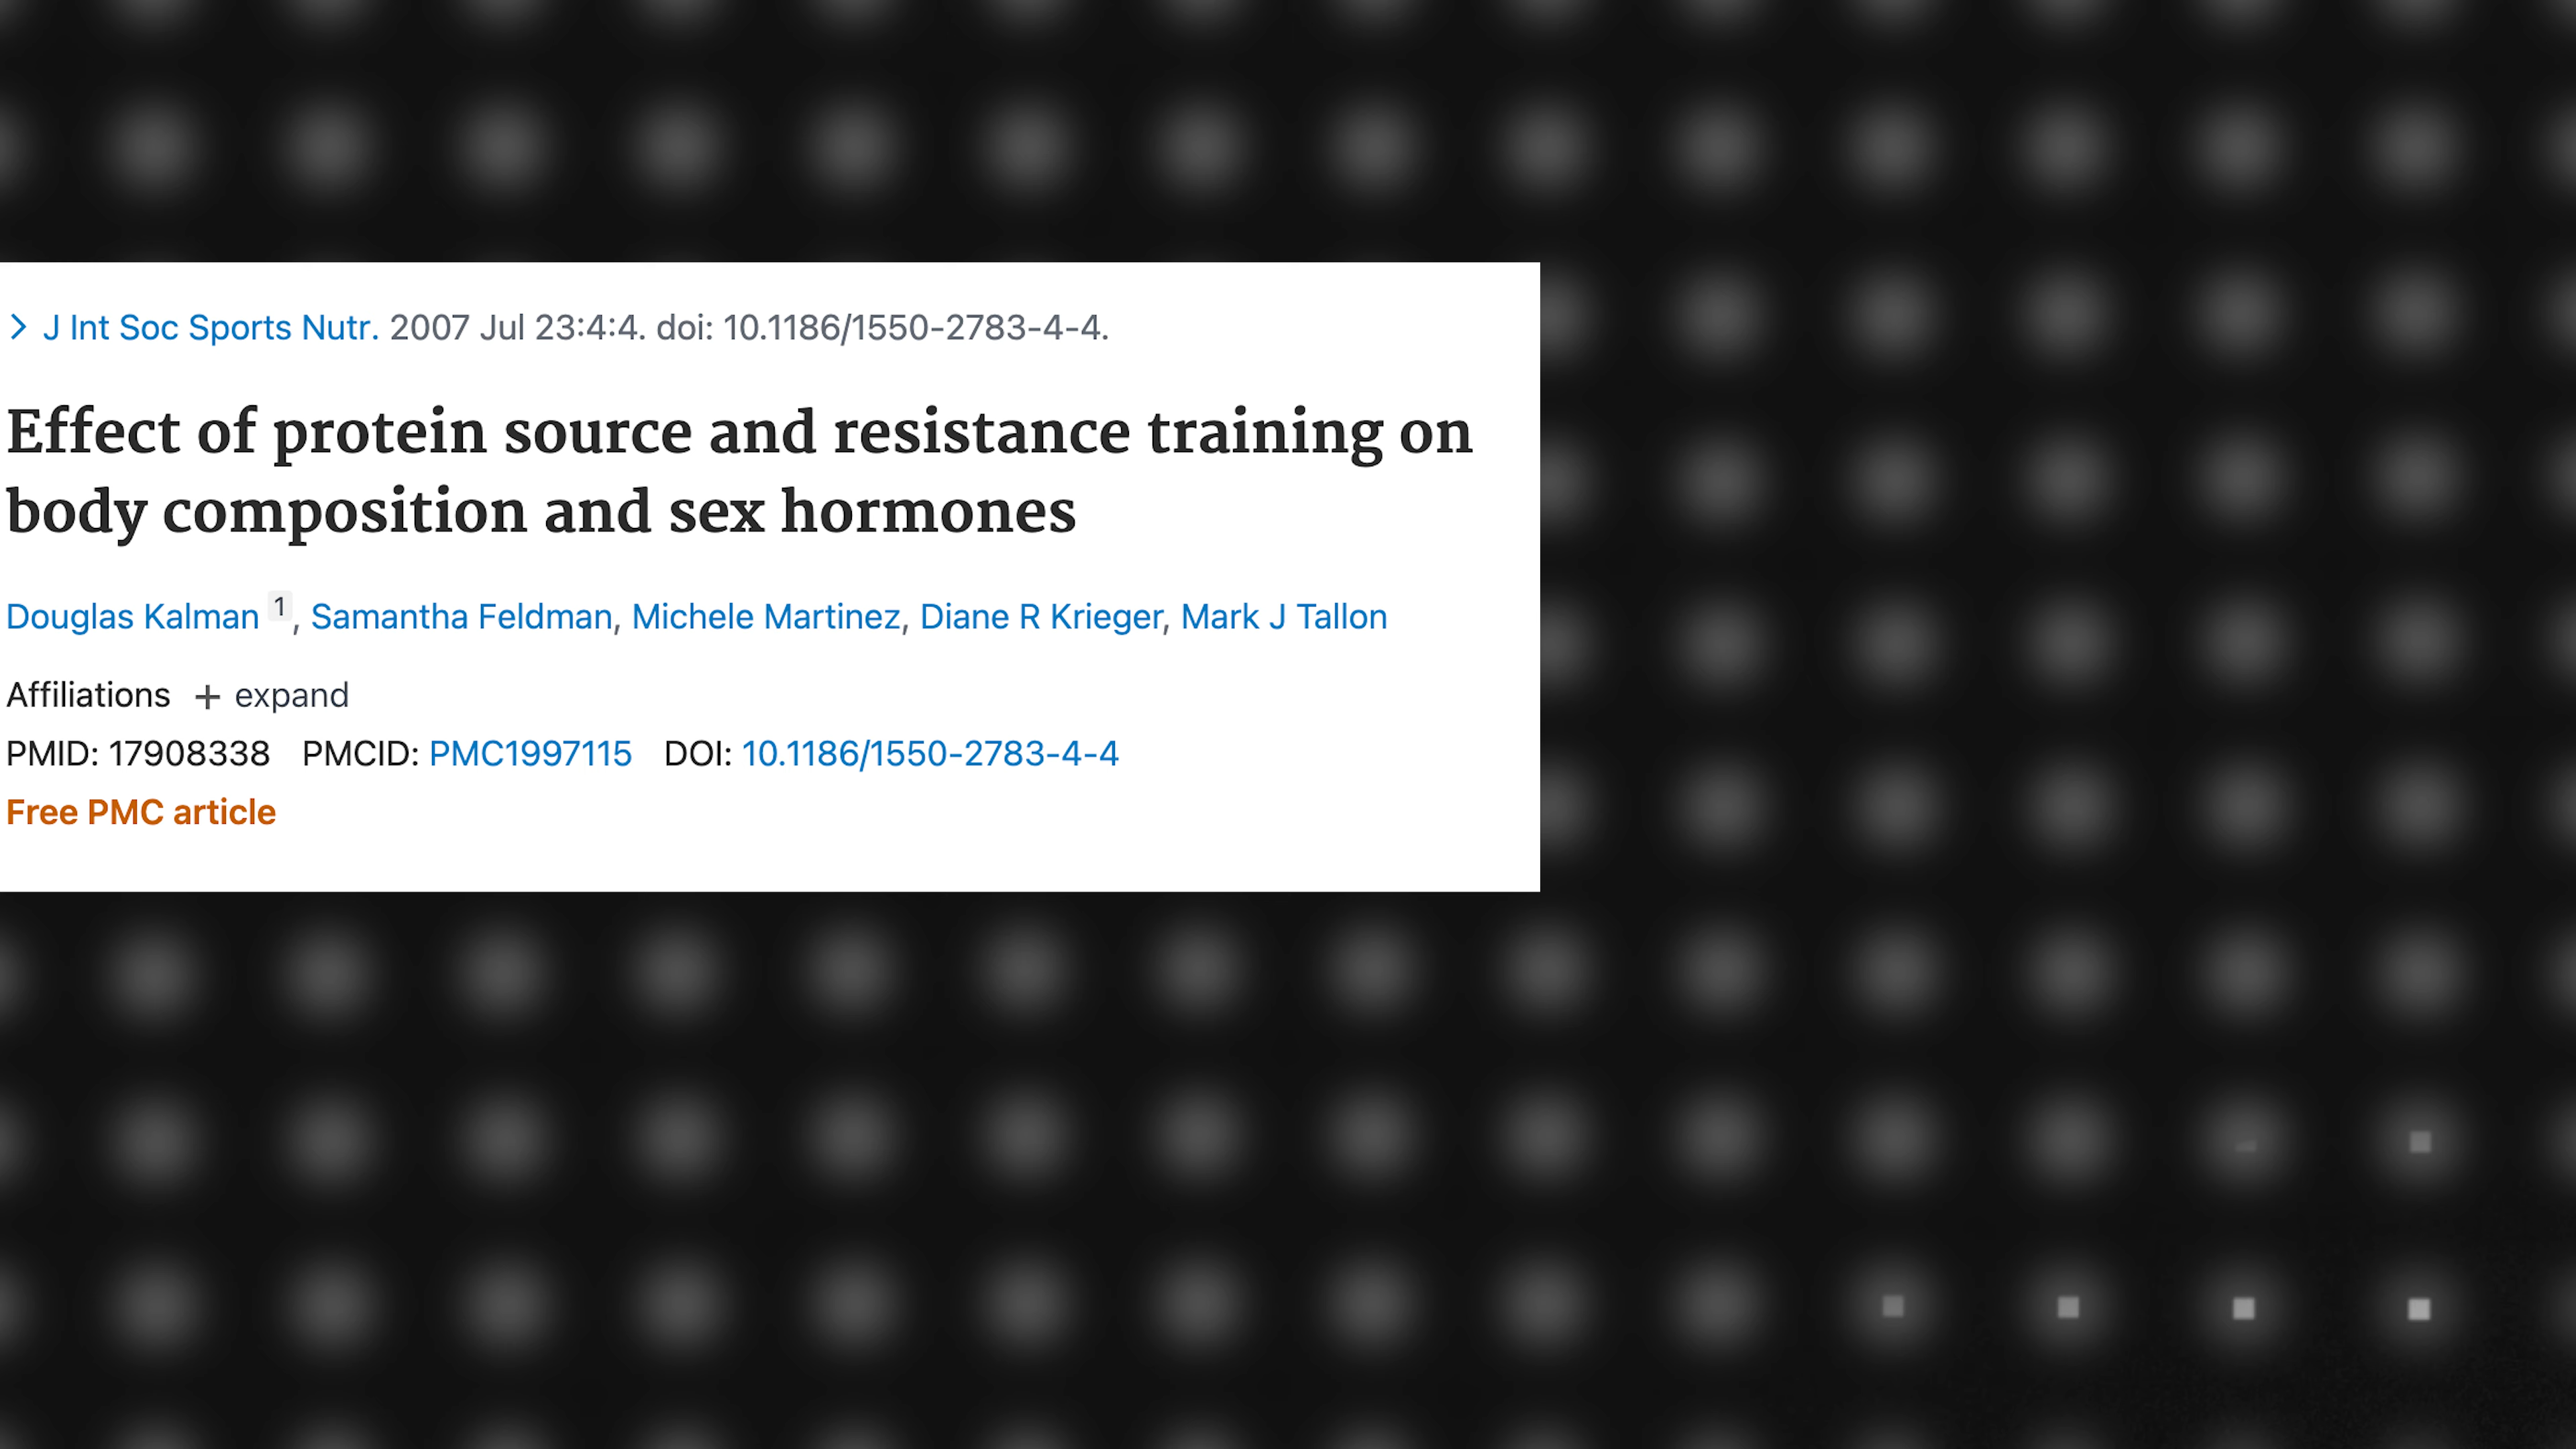 > J Int Soc Sports Nutr. 2007 Jul 23:4:4. doi: 10.1186/1550-2783-4-4.
Effect of protein source and resistance training on
body composition and sex hormones
Douglas Kalman 1, Samantha Feldman, Michele Martinez, Diane R Krieger, Mark J Tallon
Affiliations + expand
PMID: 17908338 PMCID: PMC1997115 DOI: 10.1186/1550-2783-4-4
Free PMC article